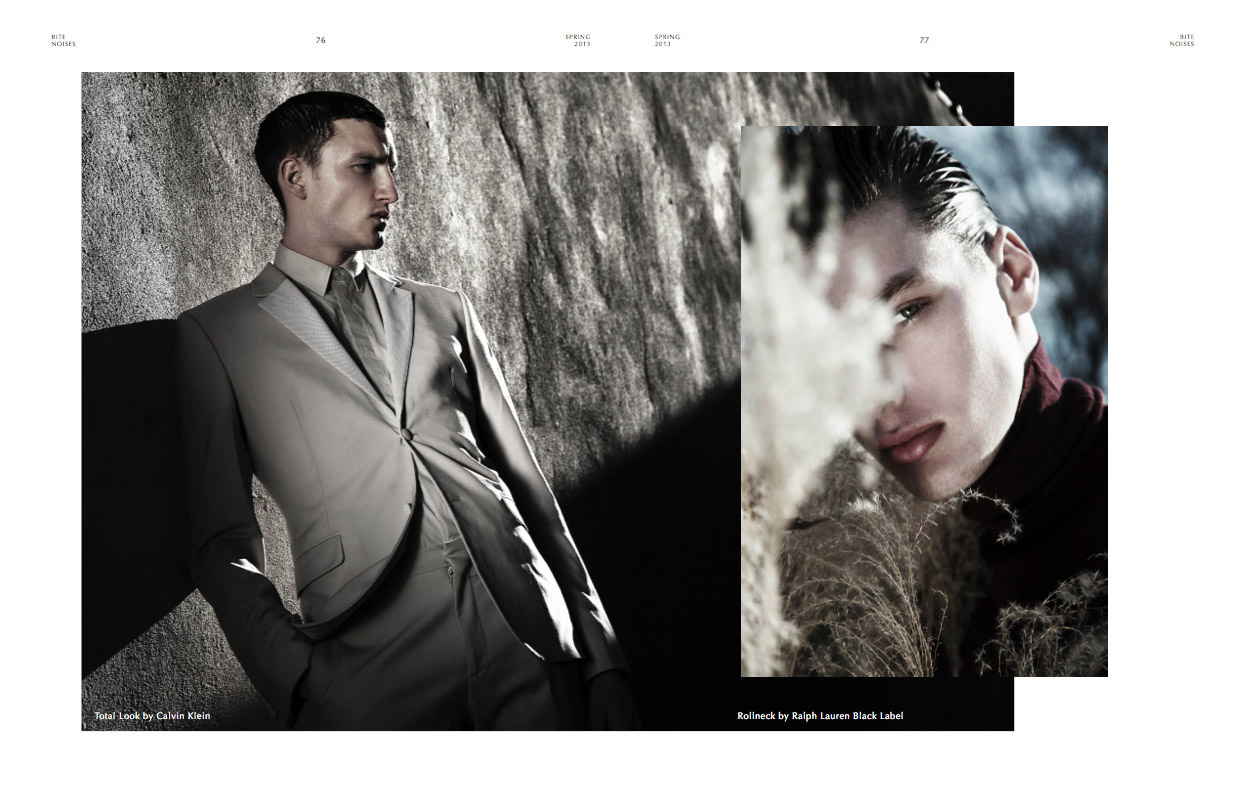 BITE
NOISES
76
SPRING
2013
SPRING
2013
77
BITE
NOISES
Total Look by Calvin Klein
Rollneck by Ralph Lauren Black Label